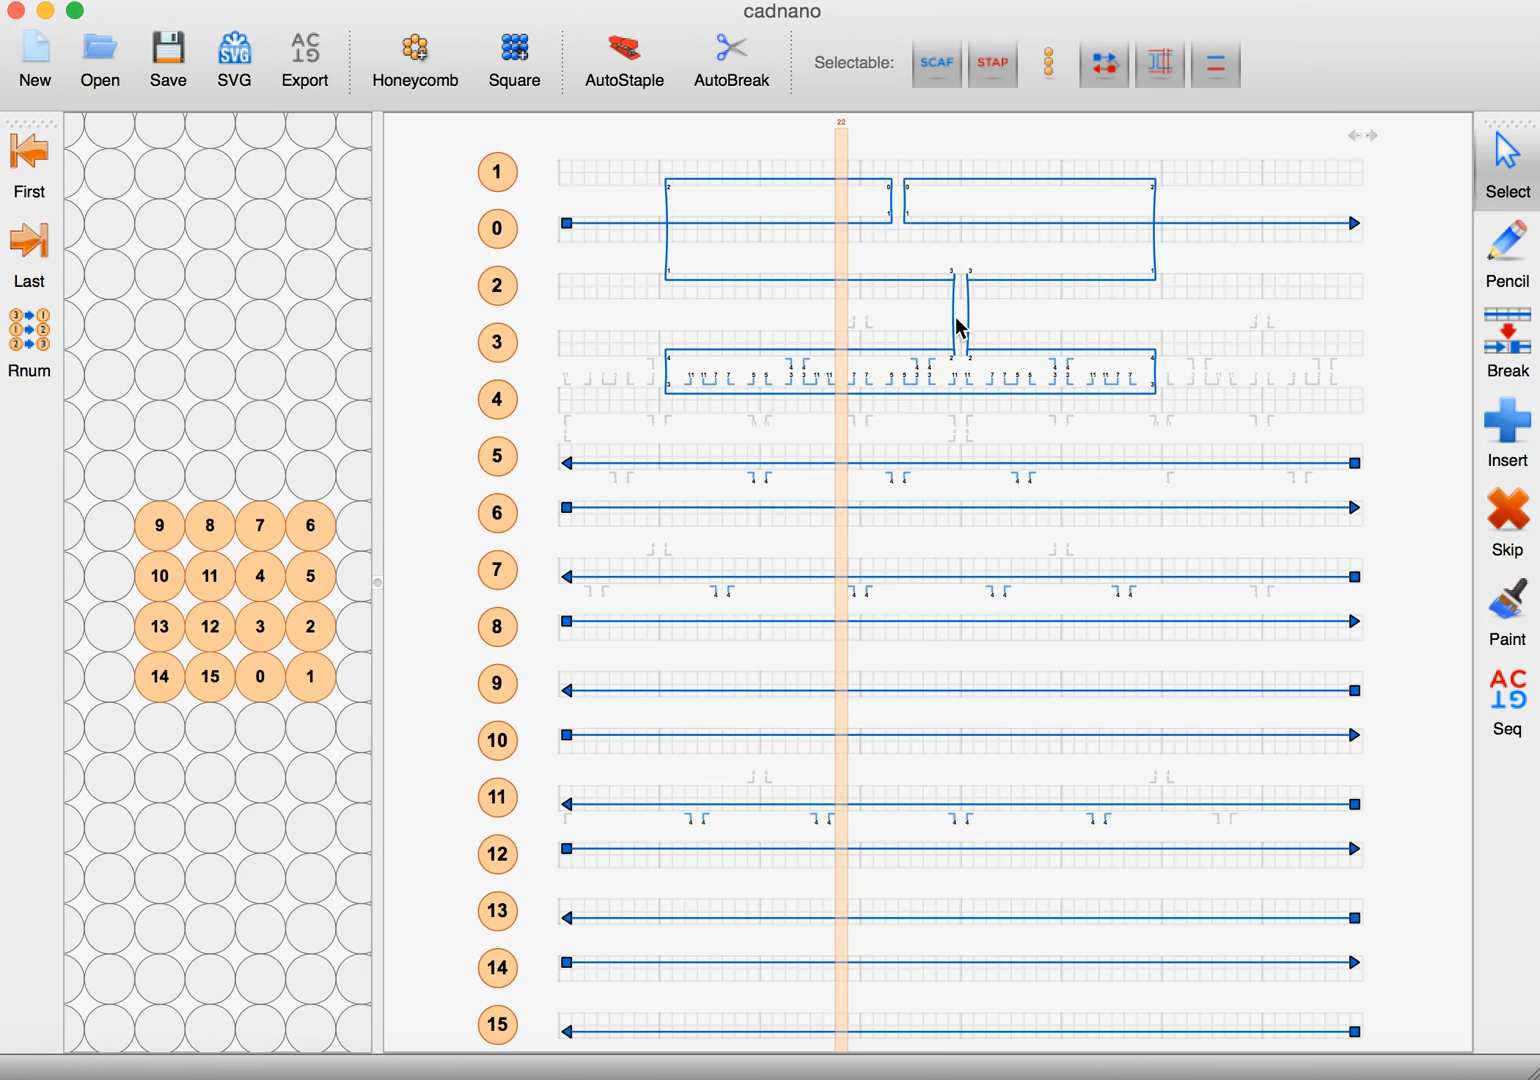 cadnano
New Open Save SVG Export Honeycomb Square AutoStaple AutoBreak Selectable: SCAF STAP
First
Last
Rnum
9 8 7 6
10 11 4 5
13 12 3 2
14 15 0 1
22
1
0
2
3
4
5
6
7
8
9
10
11
12
13
14
15
Select
Pencil
Break
Insert
Skip
Paint
Seq